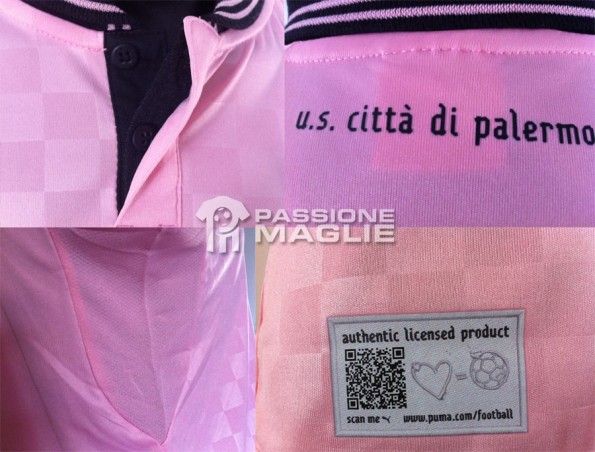 u.s. città di palermo
PASSIONE
MAGLIE
authentic licensed product
=
scan me www.puma.com/football